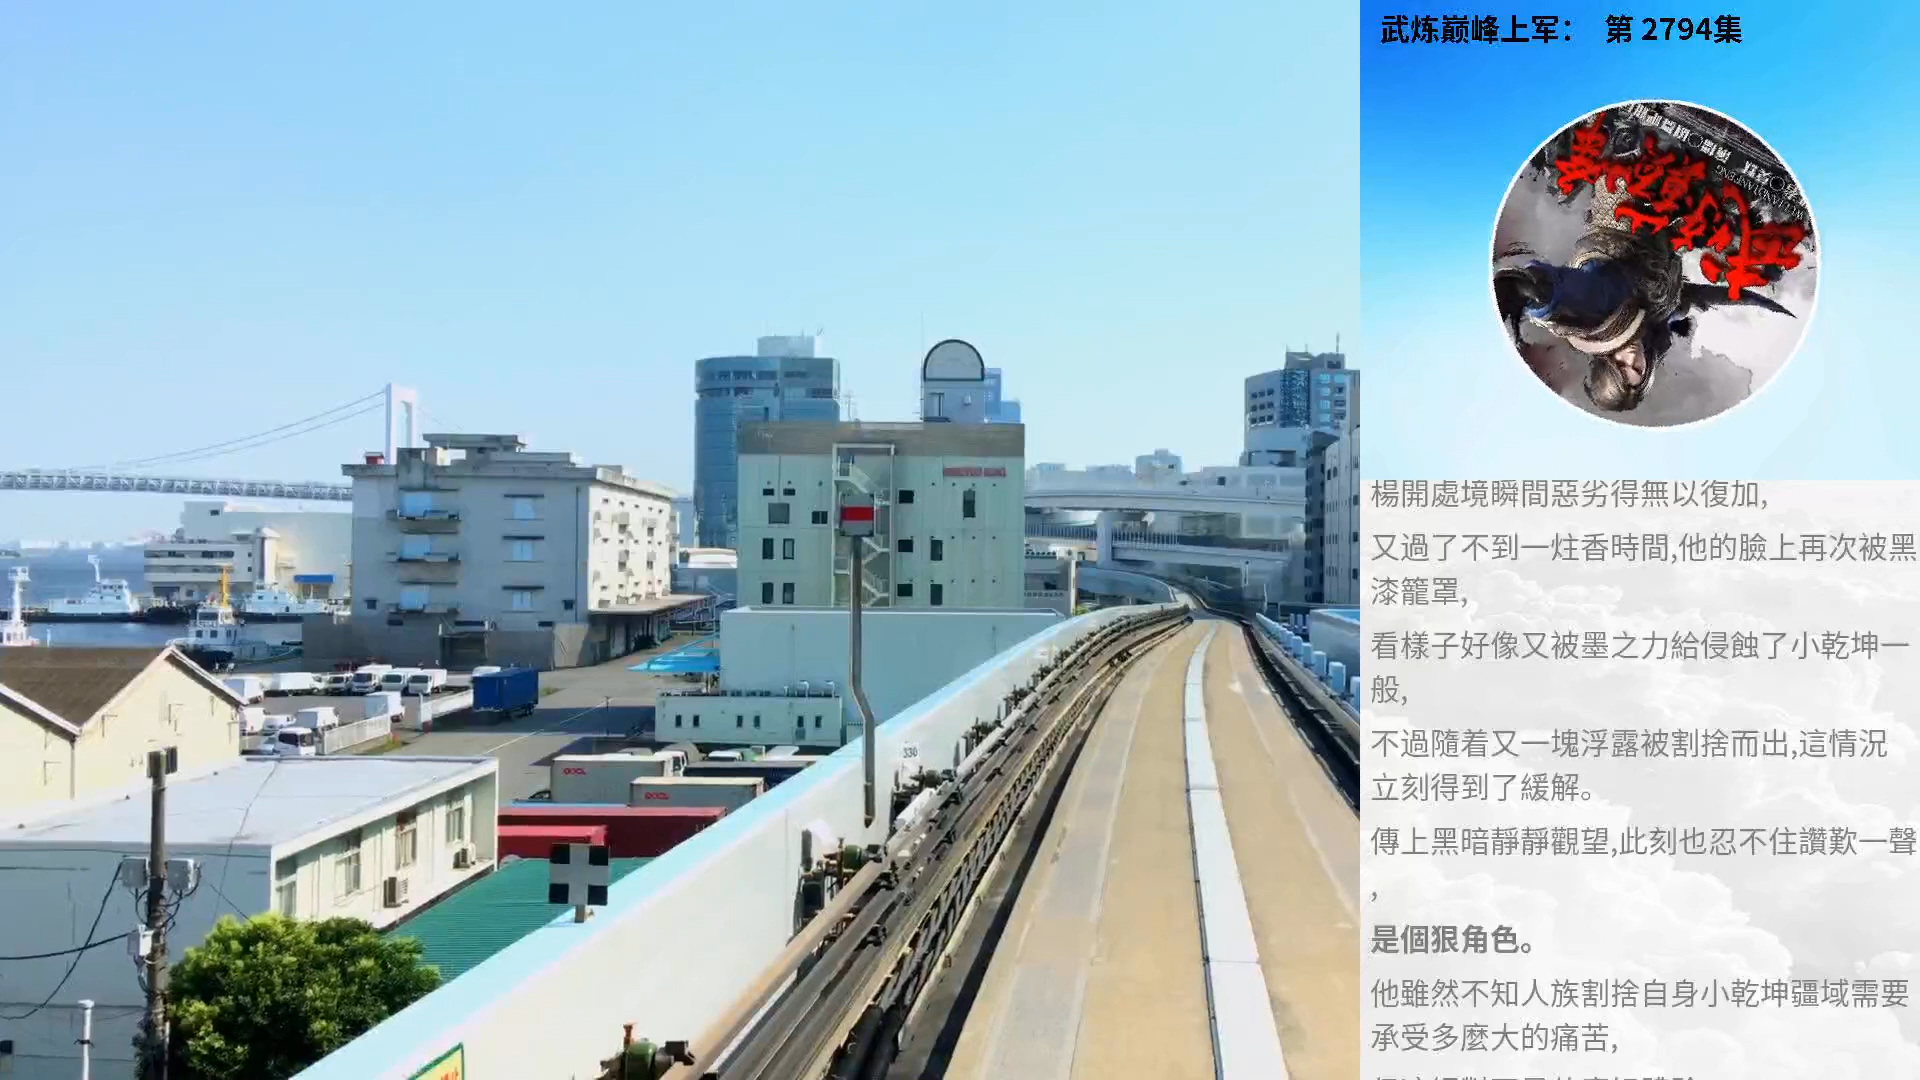 武炼巅峰上军： 第 2794集
楊開處境瞬間惡劣得無以復加,
又過了不到一炷香時間,他的臉上再次被黑
漆籠罩,
看樣子好像又被墨之力給侵蝕了小乾坤一
般,
不過隨着又一塊浮露被割捨而出,這情況
立刻得到了緩解。
傳上黑暗靜靜觀望,此刻也忍不住讚歎一聲
,
是個狠角色。
他雖然不知人族割捨自身小乾坤疆域需要
承受多麼大的痛苦,
330